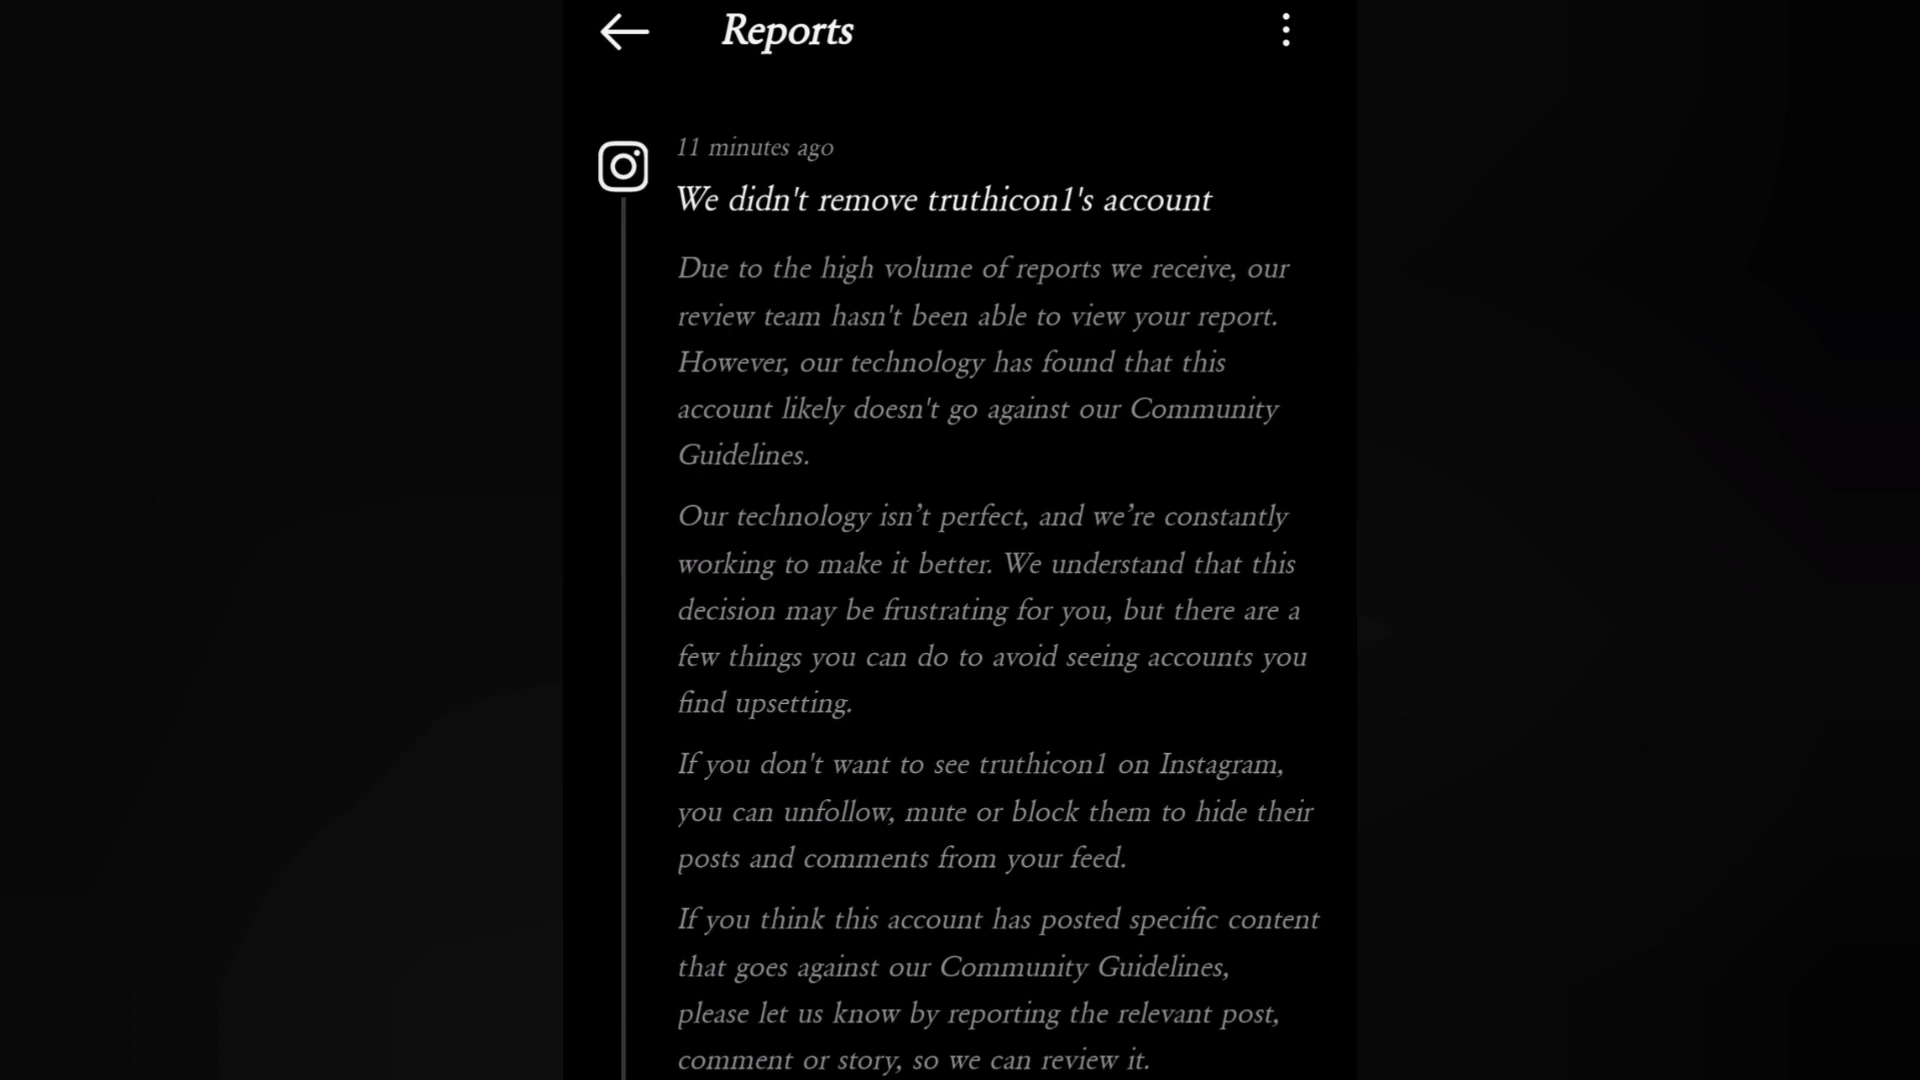 Reports
11 minutes ago
We didn't remove truthicon1's account
Due to the high volume of reports we receive, our
review team hasn't been able to view your report.
However, our technology has found that this
account likely doesn't go against our Community
Guidelines.
Our technology isn’t perfect, and we’re constantly
working to make it better. We understand that this
decision may be frustrating for you, but there are a
few things you can do to avoid seeing accounts you
find upsetting.
If you don't want to see truthicon1 on Instagram,
you can unfollow, mute or block them to hide their
posts and comments from your feed.
If you think this account has posted specific content
that goes against our Community Guidelines,
please let us know by reporting the relevant post,
comment or story, so we can review it.